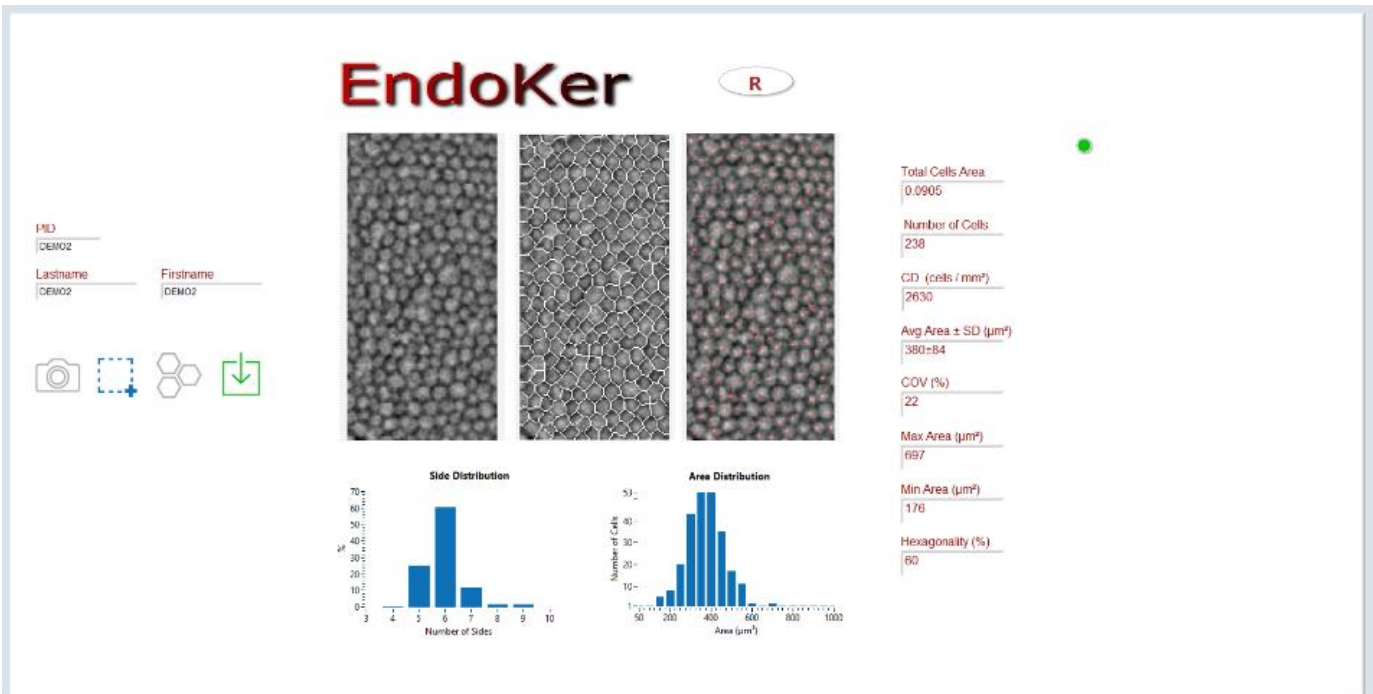 EndoKer
R
PID
DEMO2
Lastname
Firstname
DEMO2
DEMO2
Total Cells Area
0.0905
Number of Cells
238
CD (cells / mm²)
2630
Avg Area ± SD (µm²)
380±84
COV (%)
22
Max Area (µm²)
697
Min Area (µm²)
176
Hexagonality (%)
60
Side Distribution
70
60
50
40
30
20
10
0
%
3 4 5 6 7 8 9 10
Number of Sides
Area Distribution
53
40
30
20
10
1
Number of Cells
50 200 400 600 800 1000
Area (µm²)